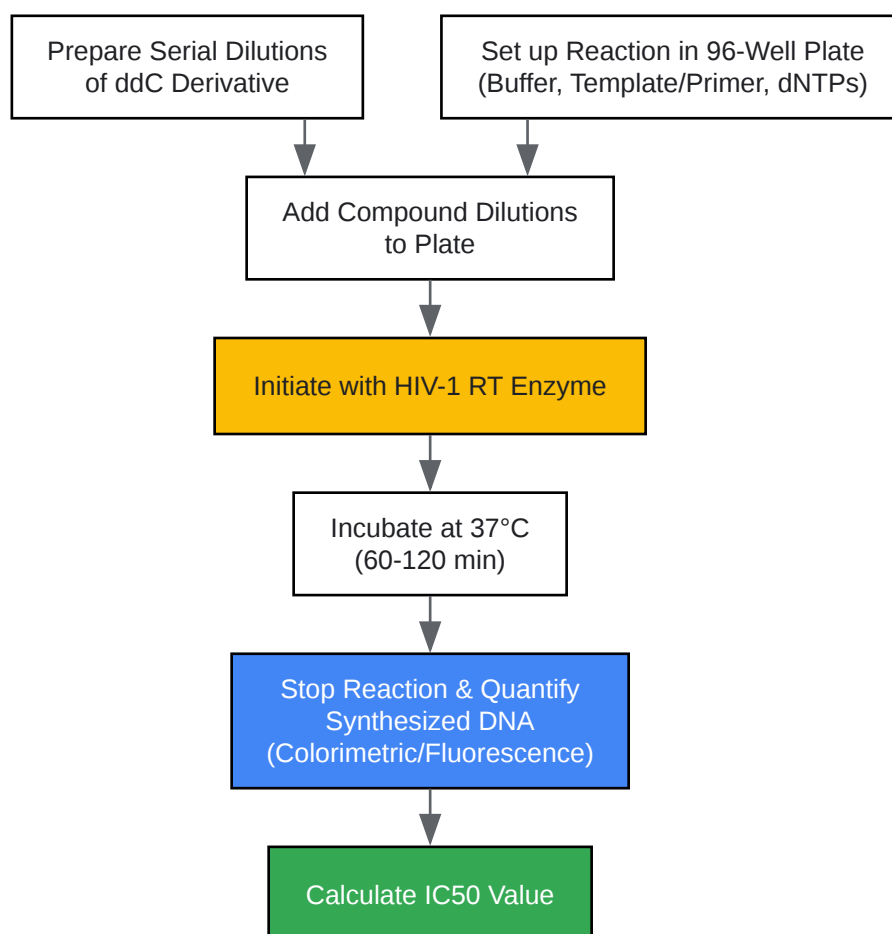 Prepare Serial Dilutions
of ddC Derivative
Set up Reaction in 96-Well Plate
(Buffer, Template/Primer, dNTPs)
Add Compound Dilutions
to Plate
Initiate with HIV-1 RT Enzyme
Incubate at 37°C
(60-120 min)
Stop Reaction & Quantify
Synthesized DNA
(Colorimetric/Fluorescence)
Calculate IC50 Value